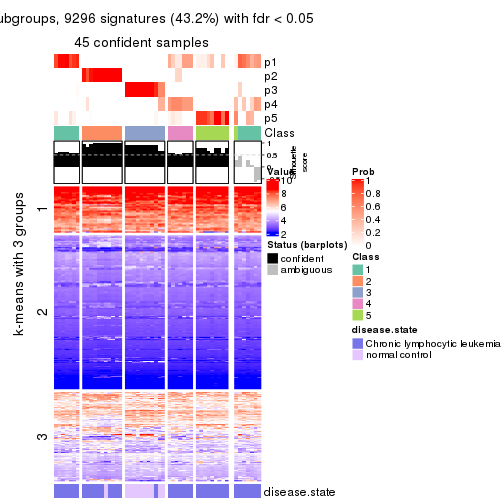 ubgroups, 9296 signatures (43.2%) with fdr < 0.05
45 confident samples
p1
p2
p3
p4
p5
Class
1
0.5
0
Silhouette
score
Value
10
8
6
4
2
Prob
1
0.8
0.6
0.4
0.2
0
Status (barplots)
confident
ambiguous
Class
1
2
3
4
5
disease.state
Chronic lymphocytic leukemia
normal control
k-means with 3 groups
1
2
3
disease.state